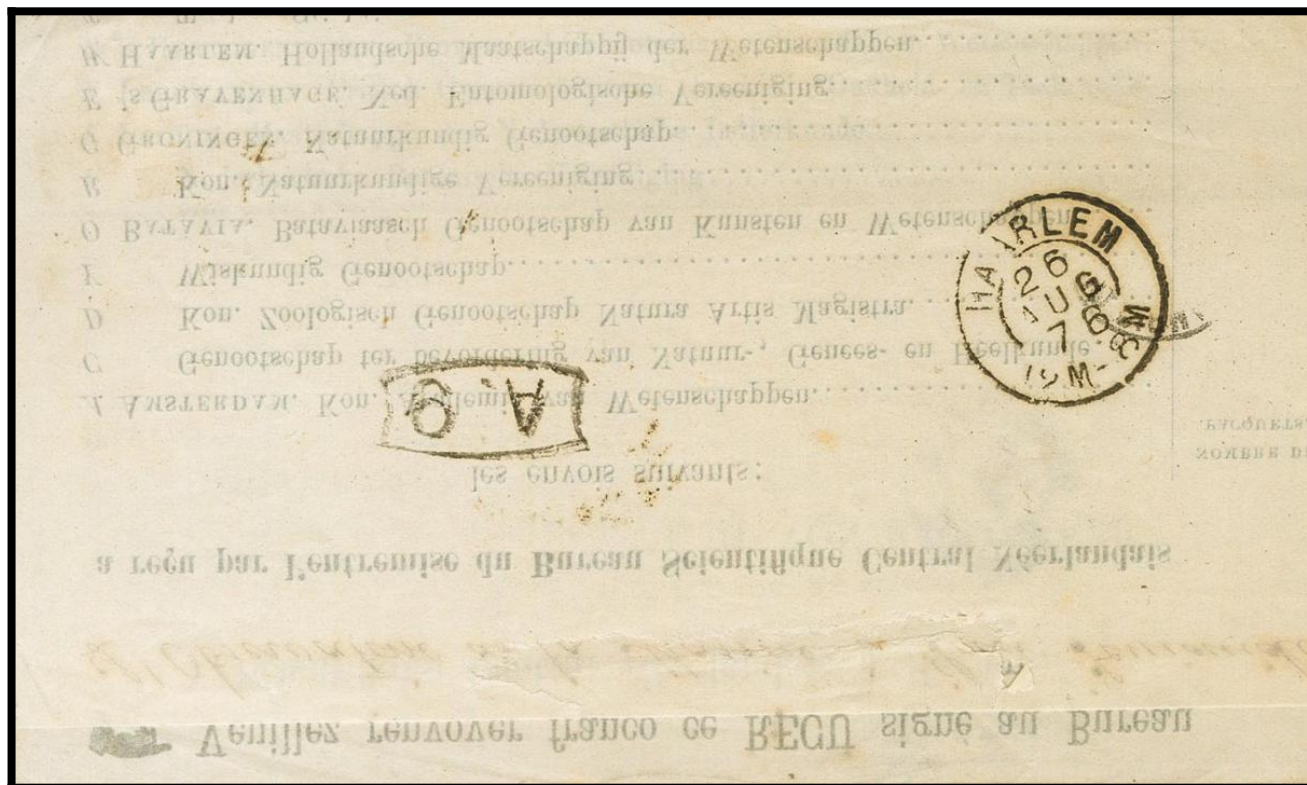 Veuillez renvoyer franco ce REÇU signé au Bureau
a reçu par l'entremise du Bureau Scientifique Central Néerlandais
les envois suivants:
NOMBRE DE
PACQUETS.
A AMSTERDAM. Kon. Akademie van Wetenschappen
C Genootschap ter bevordering van Natuur-, Genees- en Heelkunde.
D Kon. Zoologisch Genootschap Natura Artis Magistra
Wiskundig Genootschap
O BATAVIA. Bataviaasch Genootschap van Kunsten en Wetenschappen
R Kon. Natuurkundige Vereeniging
G GRONINGEN. Natuurkundig Genootschap
E 's GRAVENHAGE. Ned. Entomologische Vereeniging
H HAARLEM. Hollandsche Maatschappij der Wetenschappen
HAARLEM
26
AUG
76